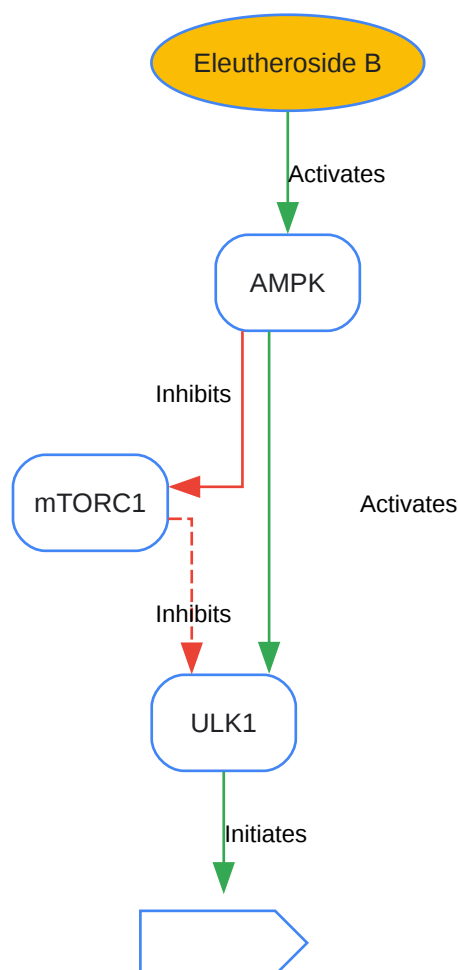 Eleutheroside B
Activates
AMPK
Inhibits
mTORC1
Activates
Inhibits
ULK1
Initiates